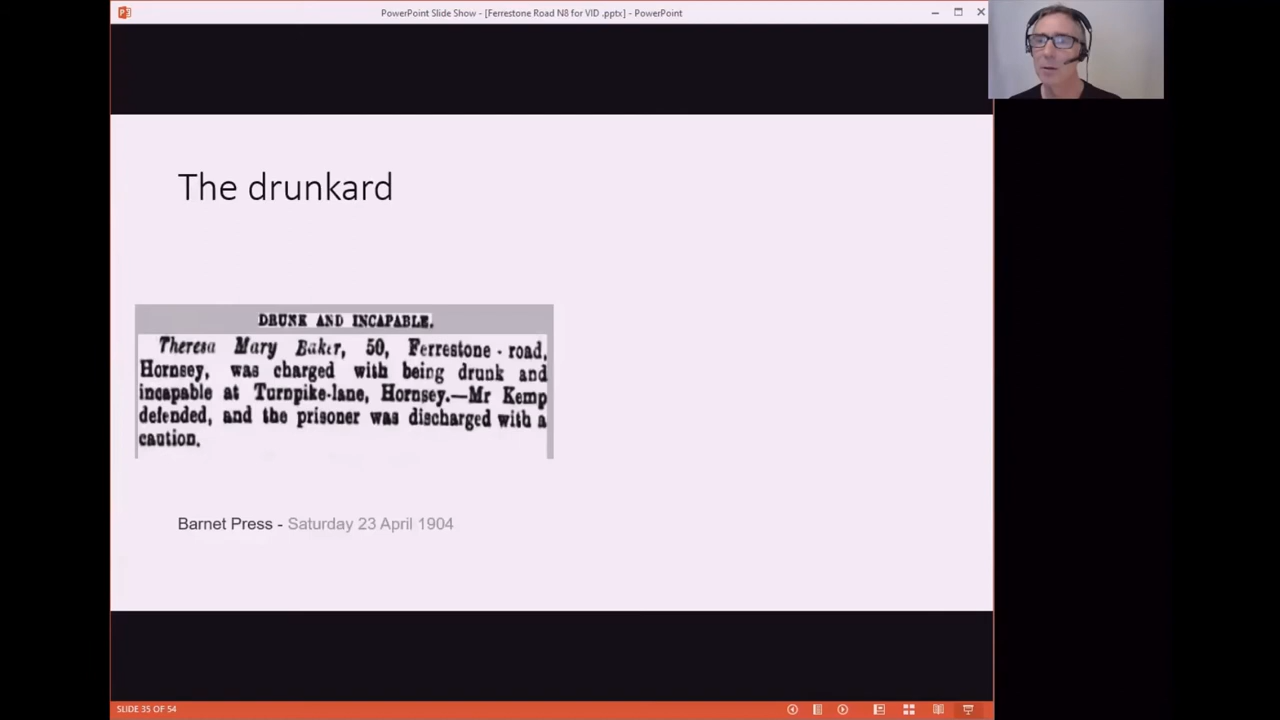 PowerPoint Slide Show - [Ferrestone Road N8 for VID .pptx] - PowerPoint
The drunkard
DRUNK AND INCAPABLE.
Theresa Mary Baker, 50, Ferrestone - road,
Hornsey, was charged with being drunk and
incapable at Turnpike-lane, Hornsey.—Mr Kemp
defended, and the prisoner was discharged with a
caution.
Barnet Press - Saturday 23 April 1904
SLIDE 35 OF 54